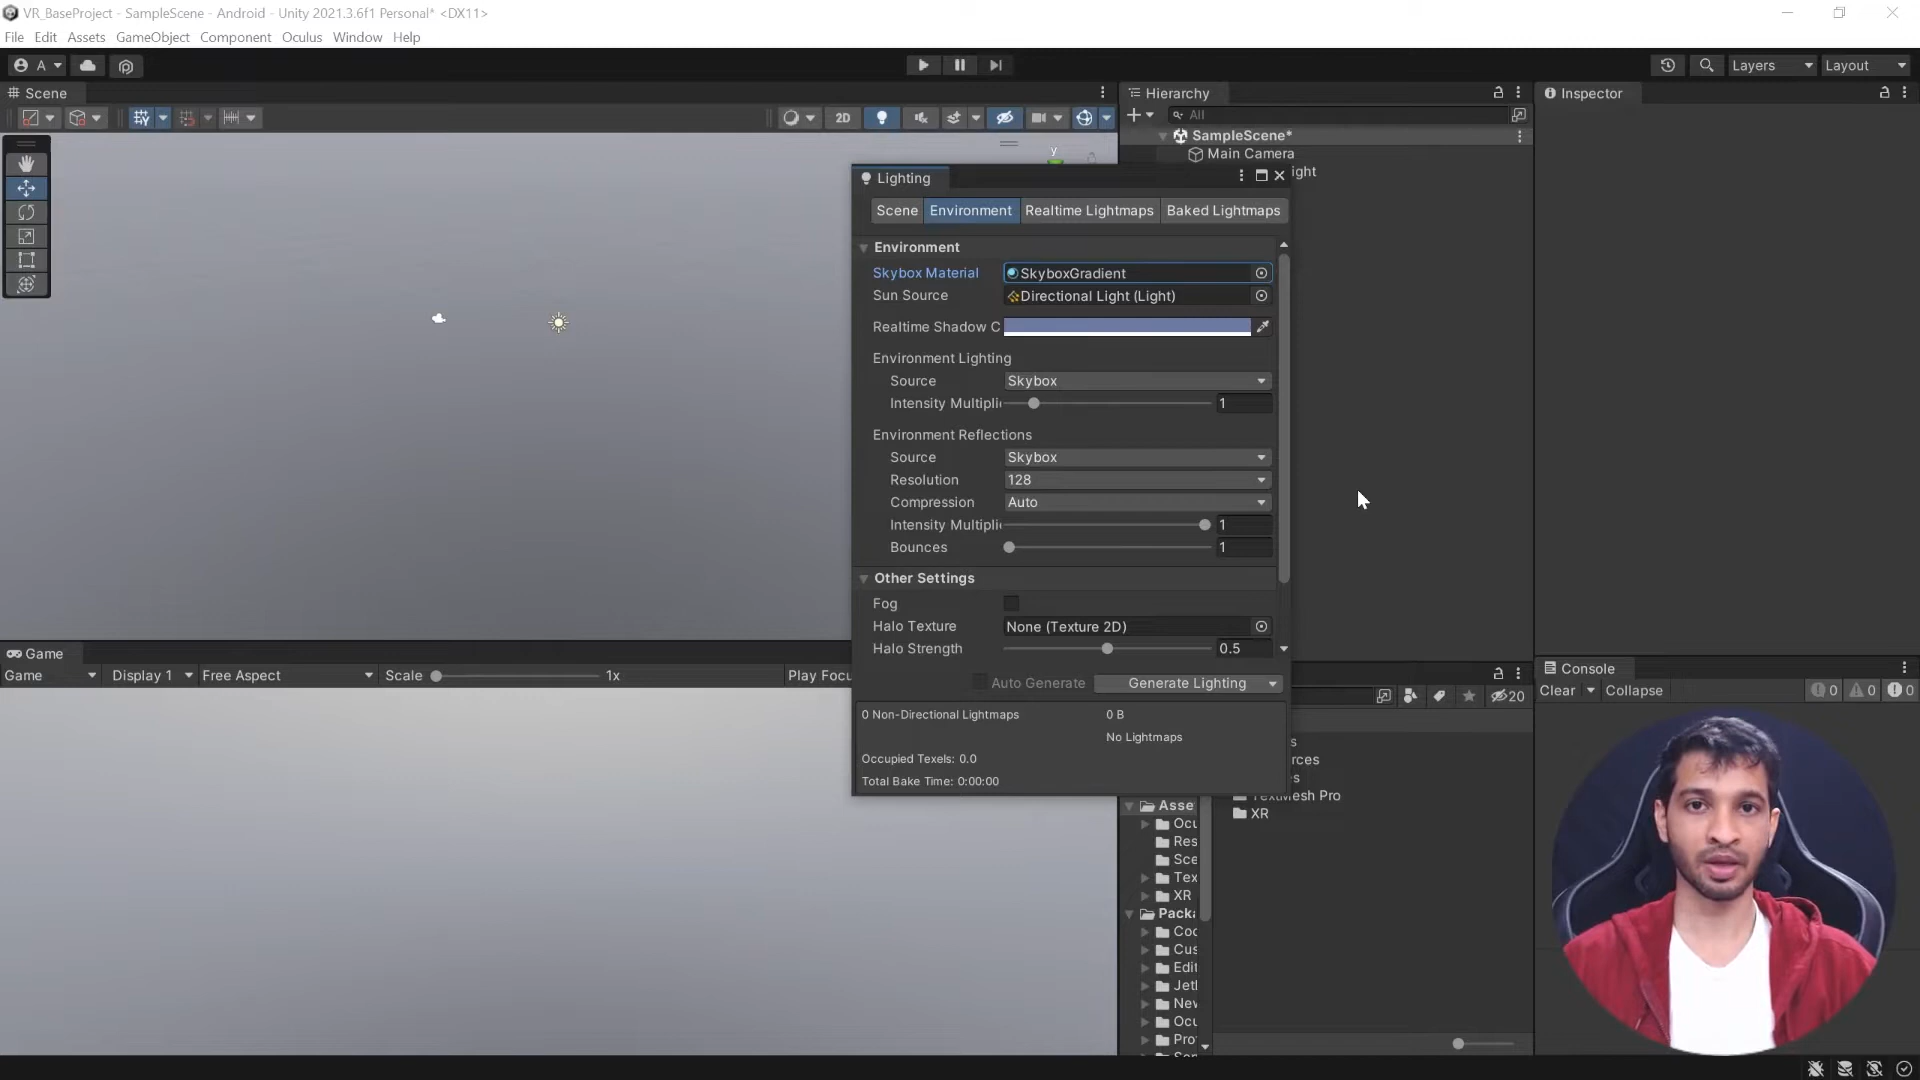 VR_BaseProject - SampleScene - Android - Unity 2021.3.6f1 Personal* <DX11>
File Edit Assets GameObject Component Oculus Window Help
A Layers Layout
Scene
2D
Hierarchy
All
SampleScene*
Main Camera
ight
Inspector
y
Lighting
Scene Environment Realtime Lightmaps Baked Lightmaps
Environment
Skybox Material SkyboxGradient
Sun Source Directional Light (Light)
Realtime Shadow C
Environment Lighting
Source Skybox
Intensity Multipli 1
Environment Reflections
Source Skybox
Resolution 128
Compression Auto
Intensity Multipli 1
Bounces 1
Other Settings
Fog
Halo Texture None (Texture 2D)
Halo Strength 0.5
Auto Generate Generate Lighting
0 Non-Directional Lightmaps 0 B
No Lightmaps
Occupied Texels: 0.0
Total Bake Time: 0:00:00
Game
Game Display 1 Free Aspect Scale 1x Play Focu
20
s
rces
es
TextMesh Pro
XR
Asse
Ocu
Res
Sce
Tex
XR
Packa
Coc
Cus
Edit
Jetl
Nev
Ocu
Pro
Console
Clear Collapse 0 0 0